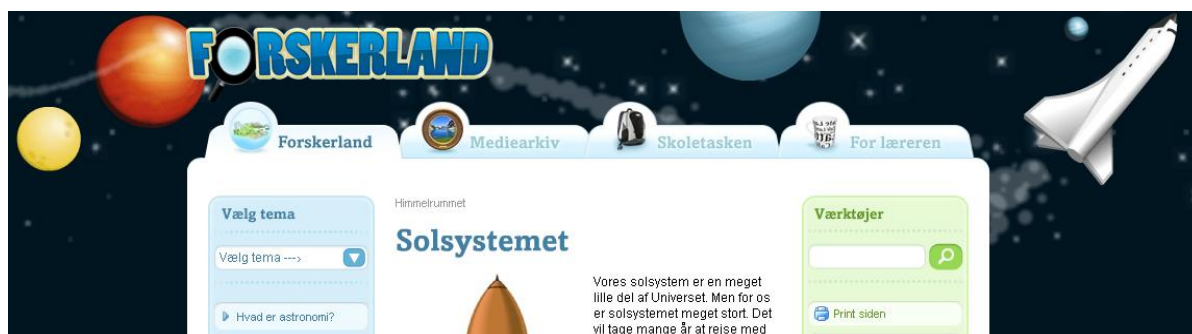 FORSKERLAND
Forskerland
Mediearkiv
Skoletasken
For læreren
Vælg tema
Vælg tema --->
Hvad er astronomi?
Himmelrummet
Solsystemet
Vores solsystem er en meget
lille del af Universet. Men for os
er solsystemet meget stort. Det
vil tage mange år at rejse med
Værktøjer
Print siden